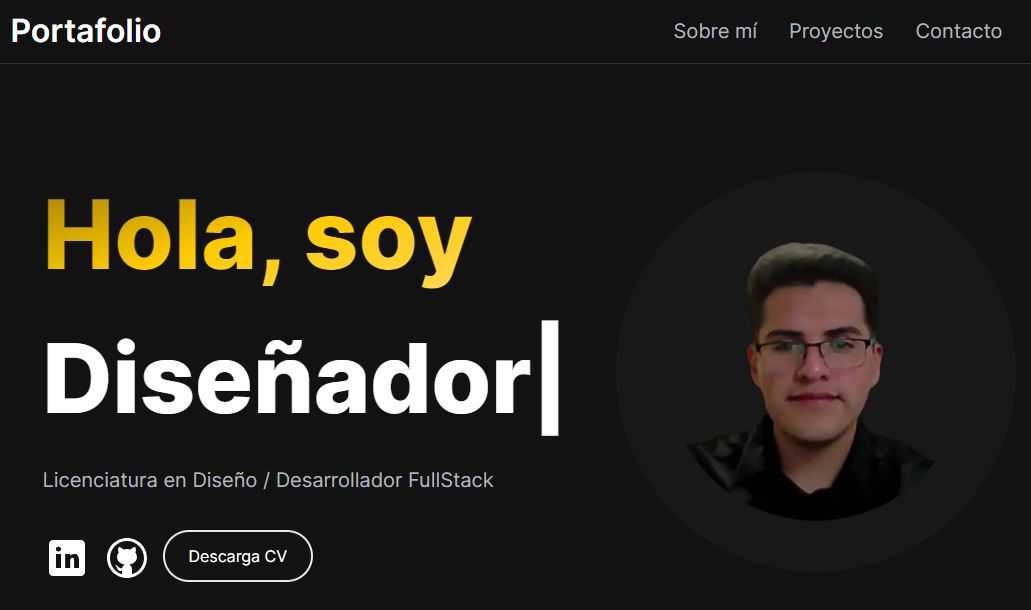 Portafolio
Sobre mí Proyectos Contacto
Hola, soy
Diseñador|
Licenciatura en Diseño / Desarrollador FullStack
in
Descarga CV